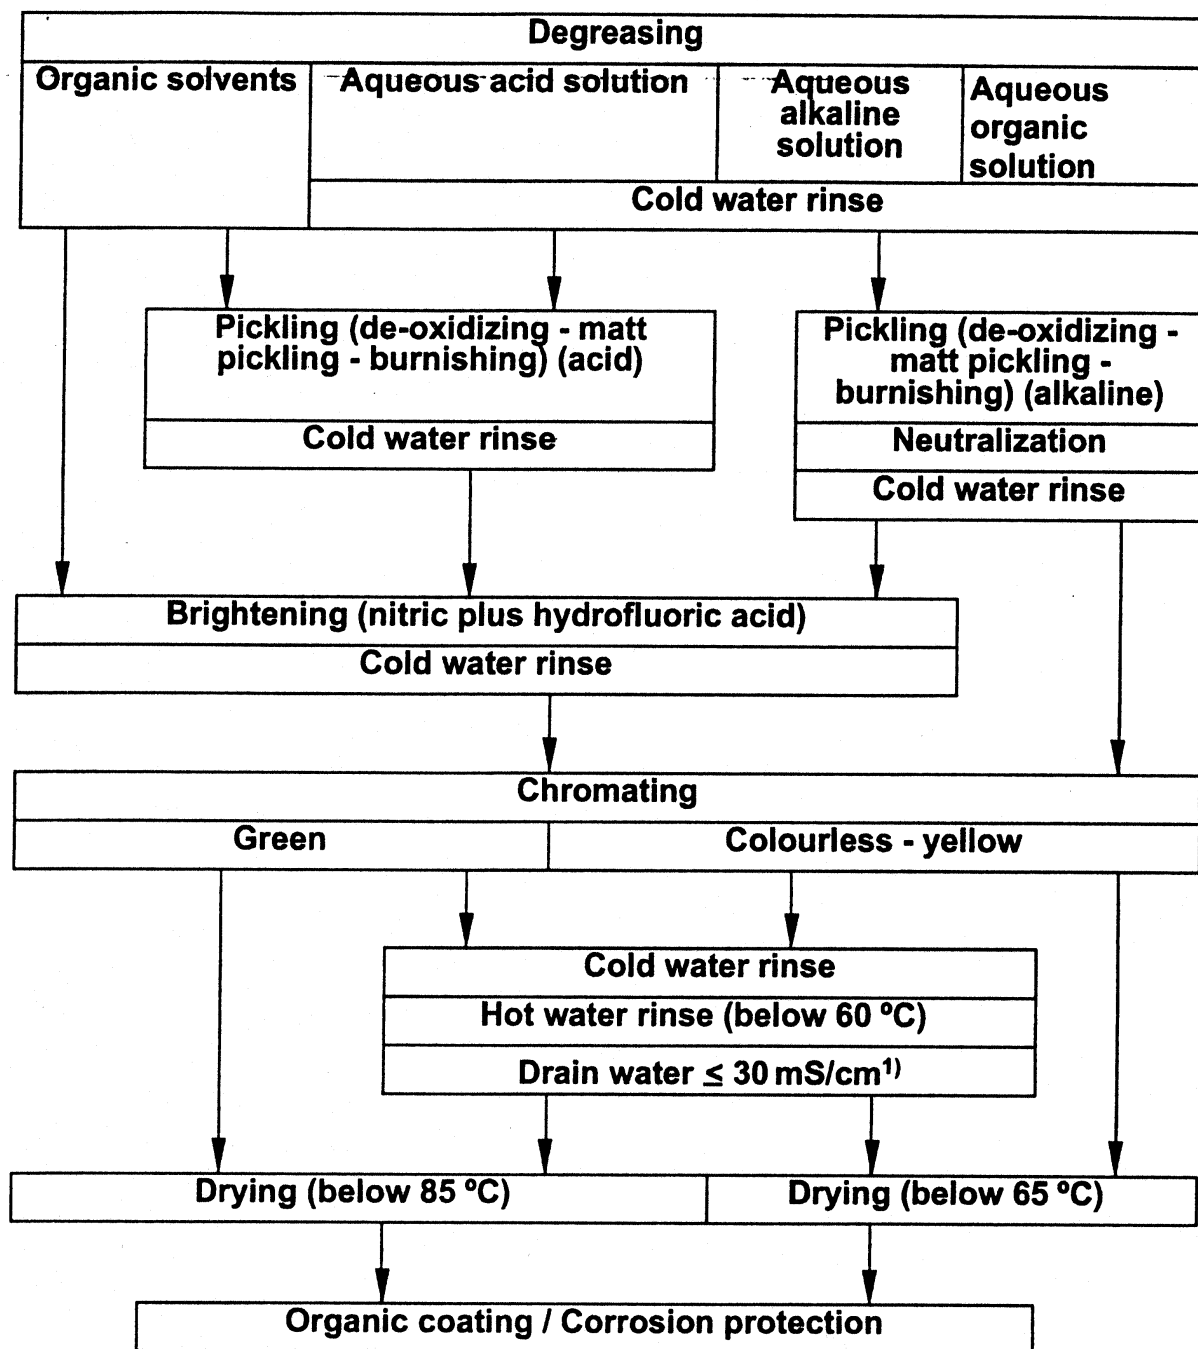 Degreasing
Organic solvents
Aqueous acid solution
Aqueous
alkaline
solution
Aqueous
organic
solution
Cold water rinse
Pickling (de-oxidizing - matt
pickling - burnishing) (acid)
Cold water rinse
Pickling (de-oxidizing -
matt pickling -
burnishing) (alkaline)
Neutralization
Cold water rinse
Brightening (nitric plus hydrofluoric acid)
Cold water rinse
Chromating
Green
Colourless - yellow
Cold water rinse
Hot water rinse (below 60 ºC)
Drain water ≤ 30 mS/cm¹⁾
Drying (below 85 ºC)
Drying (below 65 ºC)
Organic coating / Corrosion protection